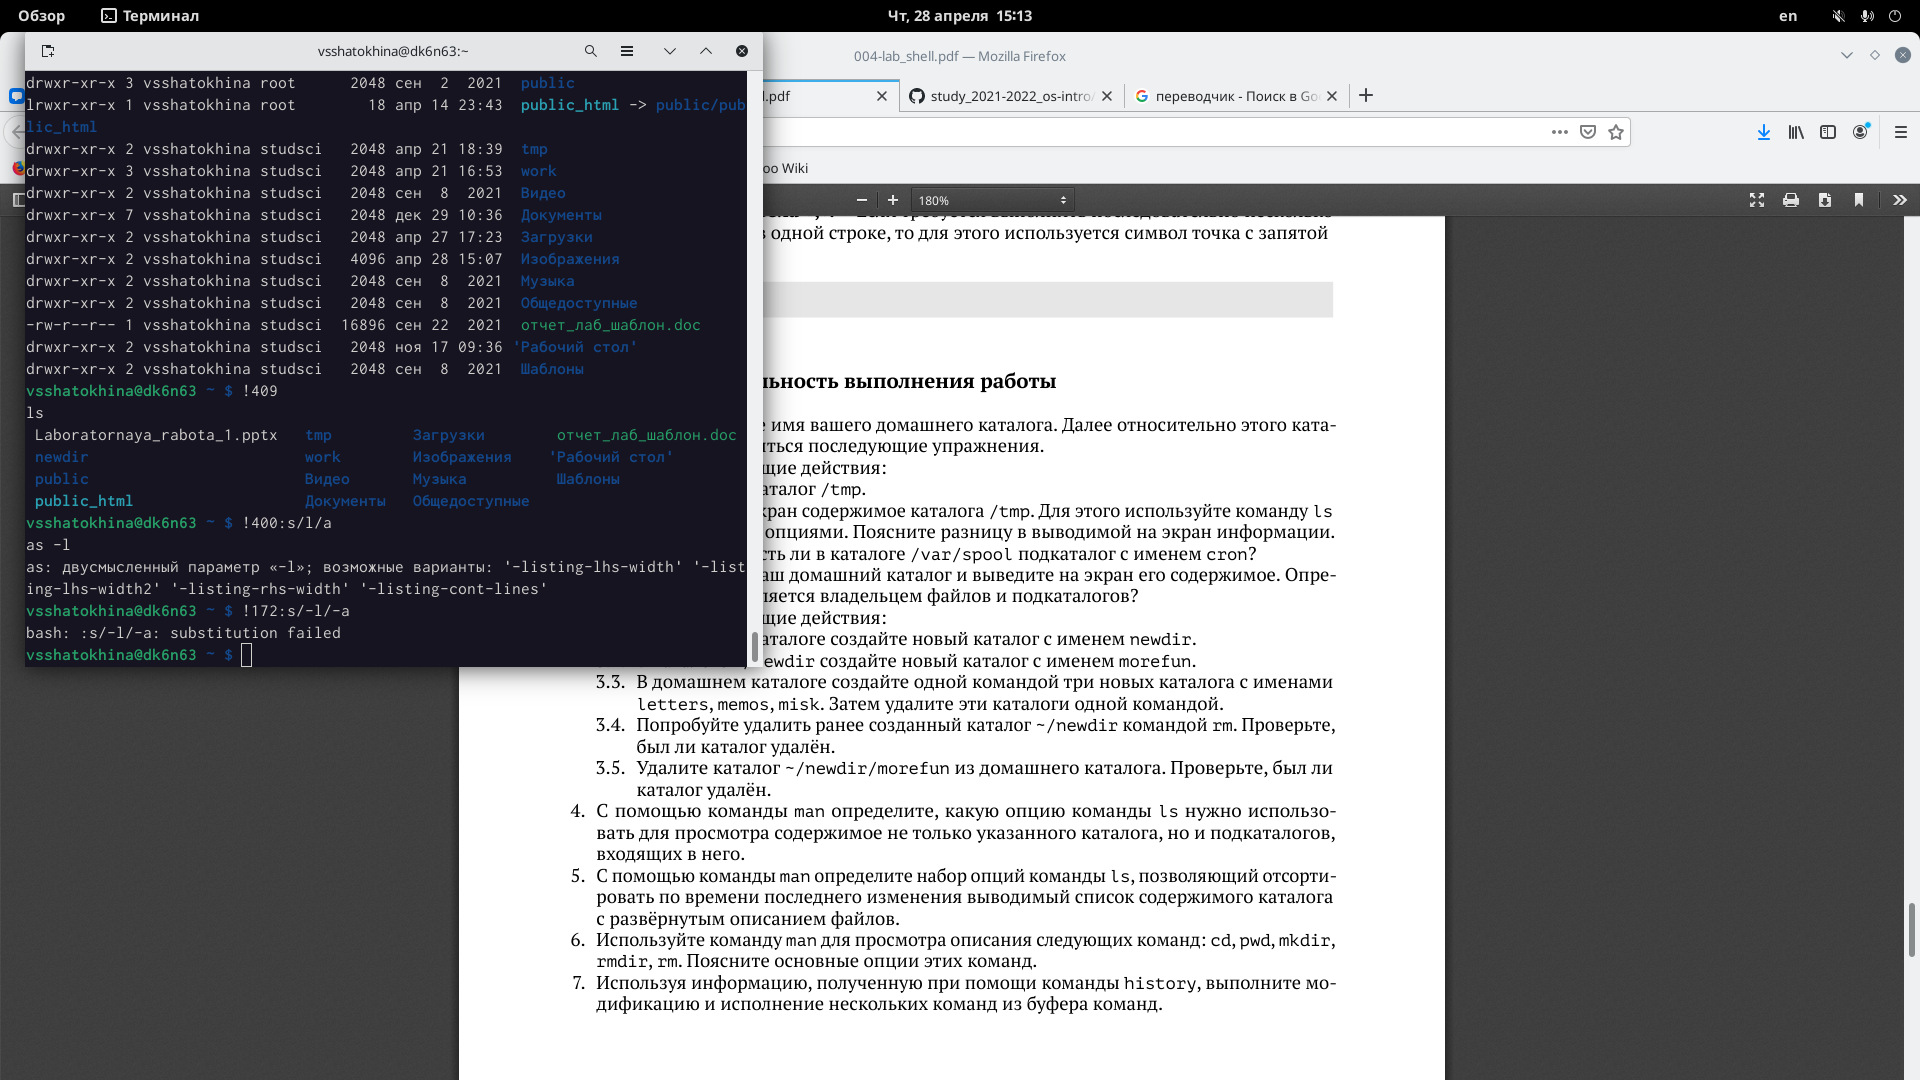 Обзор
Терминал
Чт, 28 апреля 15:13
en
vsshatokhina@dk6n63:~
drwxr-xr-x 3 vsshatokhina root 2048 сен 2 2021 public
lrwxr-xr-x 1 vsshatokhina root 18 апр 14 23:43 public_html -> public/pub
lic_html
drwxr-xr-x 2 vsshatokhina studsci 2048 апр 21 18:39 tmp
drwxr-xr-x 3 vsshatokhina studsci 2048 апр 21 16:53 work
drwxr-xr-x 2 vsshatokhina studsci 2048 сен 8 2021 Видео
drwxr-xr-x 7 vsshatokhina studsci 2048 дек 29 10:36 Документы
drwxr-xr-x 2 vsshatokhina studsci 2048 апр 27 17:23 Загрузки
drwxr-xr-x 2 vsshatokhina studsci 4096 апр 28 15:07 Изображения
drwxr-xr-x 2 vsshatokhina studsci 2048 сен 8 2021 Музыка
drwxr-xr-x 2 vsshatokhina studsci 2048 сен 8 2021 Общедоступные
-rw-r--r-- 1 vsshatokhina studsci 16896 сен 22 2021 отчет_лаб_шаблон.doc
drwxr-xr-x 2 vsshatokhina studsci 2048 ноя 17 09:36 'Рабочий стол'
drwxr-xr-x 2 vsshatokhina studsci 2048 сен 8 2021 Шаблоны
vsshatokhina@dk6n63 ~ $ !409
ls
Laboratornaya_rabota_1.pptx tmp Загрузки отчет_лаб_шаблон.doc
newdir work Изображения 'Рабочий стол'
public Видео Музыка Шаблоны
public_html Документы Общедоступные
vsshatokhina@dk6n63 ~ $ !400:s/l/a
as -l
as: двусмысленный параметр «-l»; возможные варианты: '-listing-lhs-width' '-list
ing-lhs-width2' '-listing-rhs-width' '-listing-cont-lines'
vsshatokhina@dk6n63 ~ $ !172:s/-l/-a
bash: :s/-l/-a: substitution failed
vsshatokhina@dk6n63 ~ $
004-lab_shell.pdf — Mozilla Firefox
l.pdf
study_2021-2022_os-intro/
переводчик - Поиск в Go
oo Wiki
180%
в одной строке, то для этого используется символ точка с запятой
льность выполнения работы
е имя вашего домашнего каталога. Далее относительно этого ката-
ться последующие упражнения.
щие действия:
аталог /tmp.
кран содержимое каталога /tmp. Для этого используйте команду ls
опциями. Поясните разницу в выводимой на экран информации.
сть ли в каталоге /var/spool подкаталог с именем cron?
аш домашний каталог и выведите на экран его содержимое. Опре-
ляется владельцем файлов и подкаталогов?
щие действия:
аталоге создайте новый каталог с именем newdir.
ewdir создайте новый каталог с именем morefun.
3.3. В домашнем каталоге создайте одной командой три новых каталога с именами
letters, memos, misk. Затем удалите эти каталоги одной командой.
3.4. Попробуйте удалить ранее созданный каталог ~/newdir командой rm. Проверьте,
был ли каталог удалён.
3.5. Удалите каталог ~/newdir/morefun из домашнего каталога. Проверьте, был ли
каталог удалён.
4. С помощью команды man определите, какую опцию команды ls нужно использо-
вать для просмотра содержимое не только указанного каталога, но и подкаталогов,
входящих в него.
5. С помощью команды man определите набор опций команды ls, позволяющий отсорти-
ровать по времени последнего изменения выводимый список содержимого каталога
с развёрнутым описанием файлов.
6. Используйте команду man для просмотра описания следующих команд: cd, pwd, mkdir,
rmdir, rm. Поясните основные опции этих команд.
7. Используя информацию, полученную при помощи команды history, выполните мо-
дификацию и исполнение нескольких команд из буфера команд.